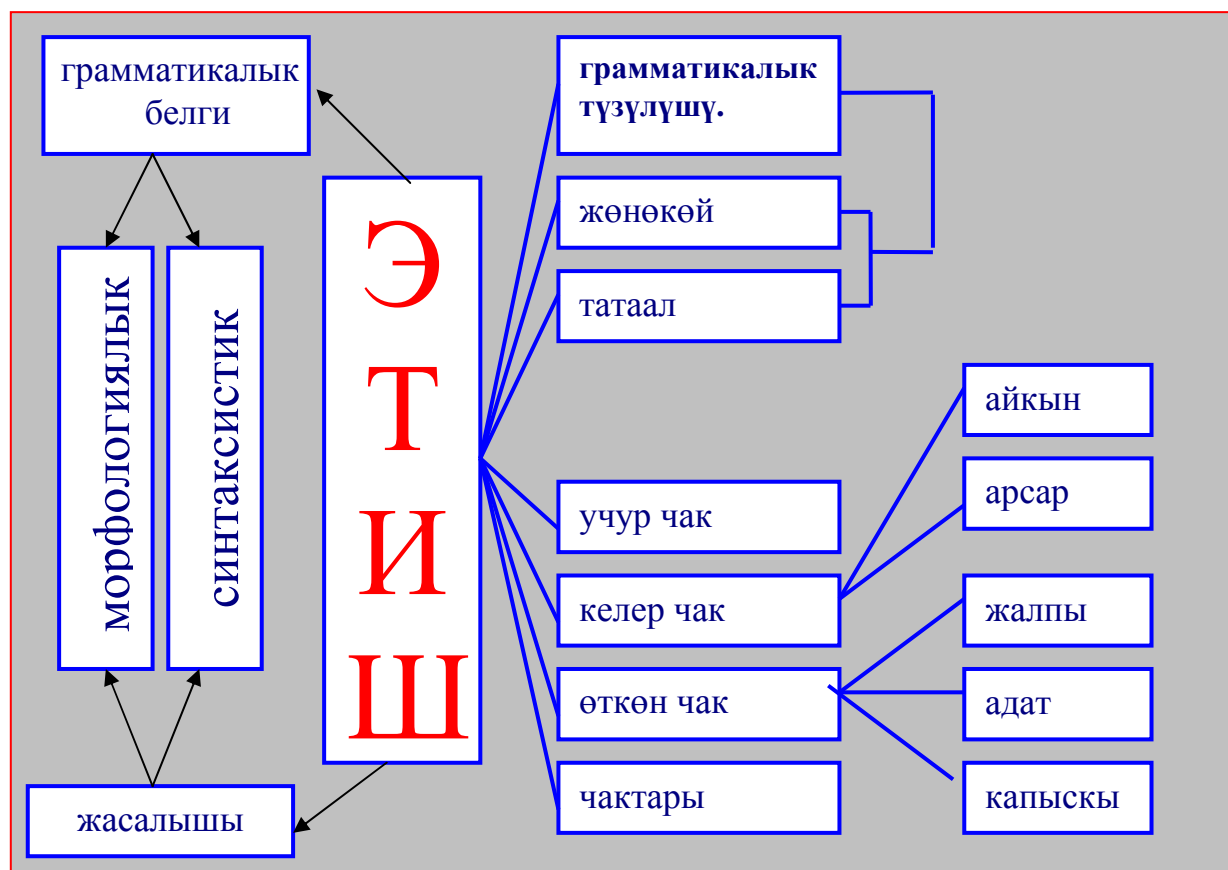 грамматикалык
белги
морфологиялык
синтаксистик
жасалышы
ЭТИШ
грамматикалык
түзүлүшү.
жөнөкөй
татаал
учур чак
келер чак
өткөн чак
чактары
айкын
арсар
жалпы
адат
капыскы